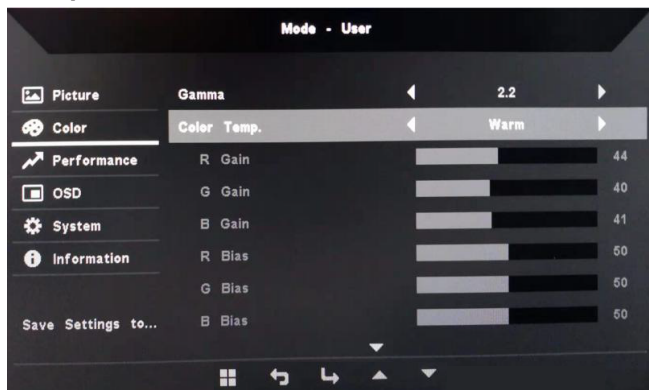 Mode - User
Picture
Gamma 2.2
Color
Color Temp. Warm
Performance
R Gain 44
OSD
G Gain 40
System
B Gain 41
Information
R Bias 50
G Bias 50
Save Settings to...
B Bias 50